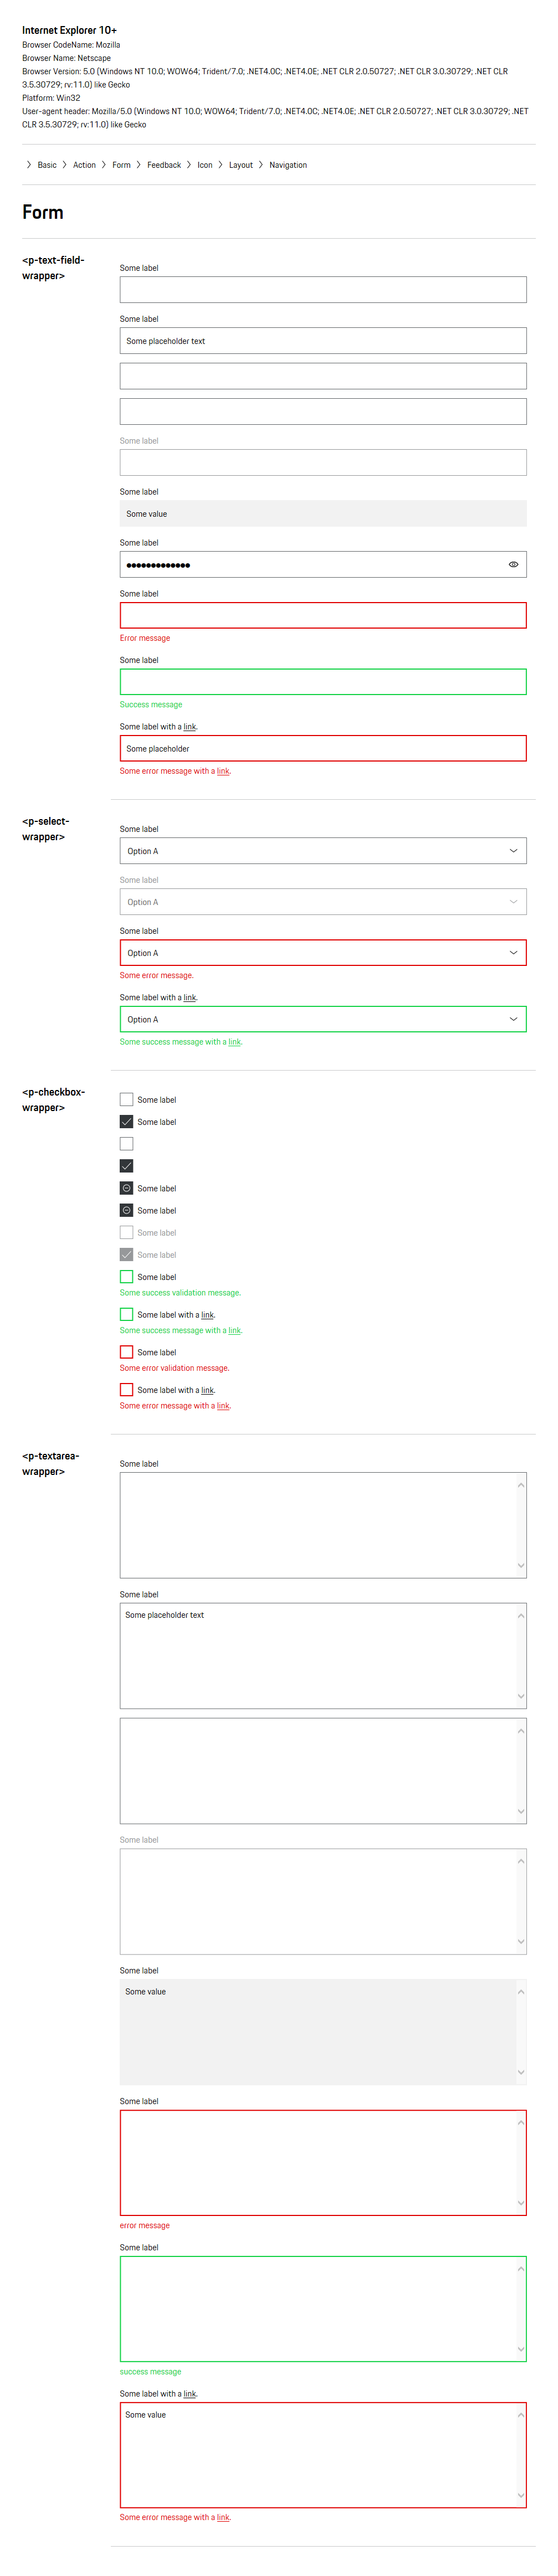 Internet Explorer 10+
Browser CodeName: Mozilla
Browser Name: Netscape
Browser Version: 5.0 (Windows NT 10.0; WOW64; Trident/7.0; .NET4.0C; .NET4.0E; .NET CLR 2.0.50727; .NET CLR 3.0.30729; .NET CLR
3.5.30729; rv:11.0) like Gecko
Platform: Win32
User-agent header: Mozilla/5.0 (Windows NT 10.0; WOW64; Trident/7.0; .NET4.0C; .NET4.0E; .NET CLR 2.0.50727; .NET CLR 3.0.30729; .NET
CLR 3.5.30729; rv:11.0) like Gecko
Basic Action Form Feedback Icon Layout Navigation
Form
<p-text-field-
wrapper>
Some label
Some label
Some placeholder text
Some label
Some label
Some value
Some label
●●●●●●●●●●●●●
Some label
Error message
Some label
Success message
Some label with a link.
Some placeholder
Some error message with a link.
<p-select-
wrapper>
Some label
Option A
Some label
Option A
Some label
Option A
Some error message.
Some label with a link.
Option A
Some success message with a link.
<p-checkbox-
wrapper>
Some label
Some label
Some label
Some label
Some label
Some label
Some label
Some success validation message.
Some label with a link.
Some success message with a link.
Some label
Some error validation message.
Some label with a link.
Some error message with a link.
<p-textarea-
wrapper>
Some label
Some label
Some placeholder text
Some label
Some label
Some value
Some label
error message
Some label
success message
Some label with a link.
Some value
Some error message with a link.